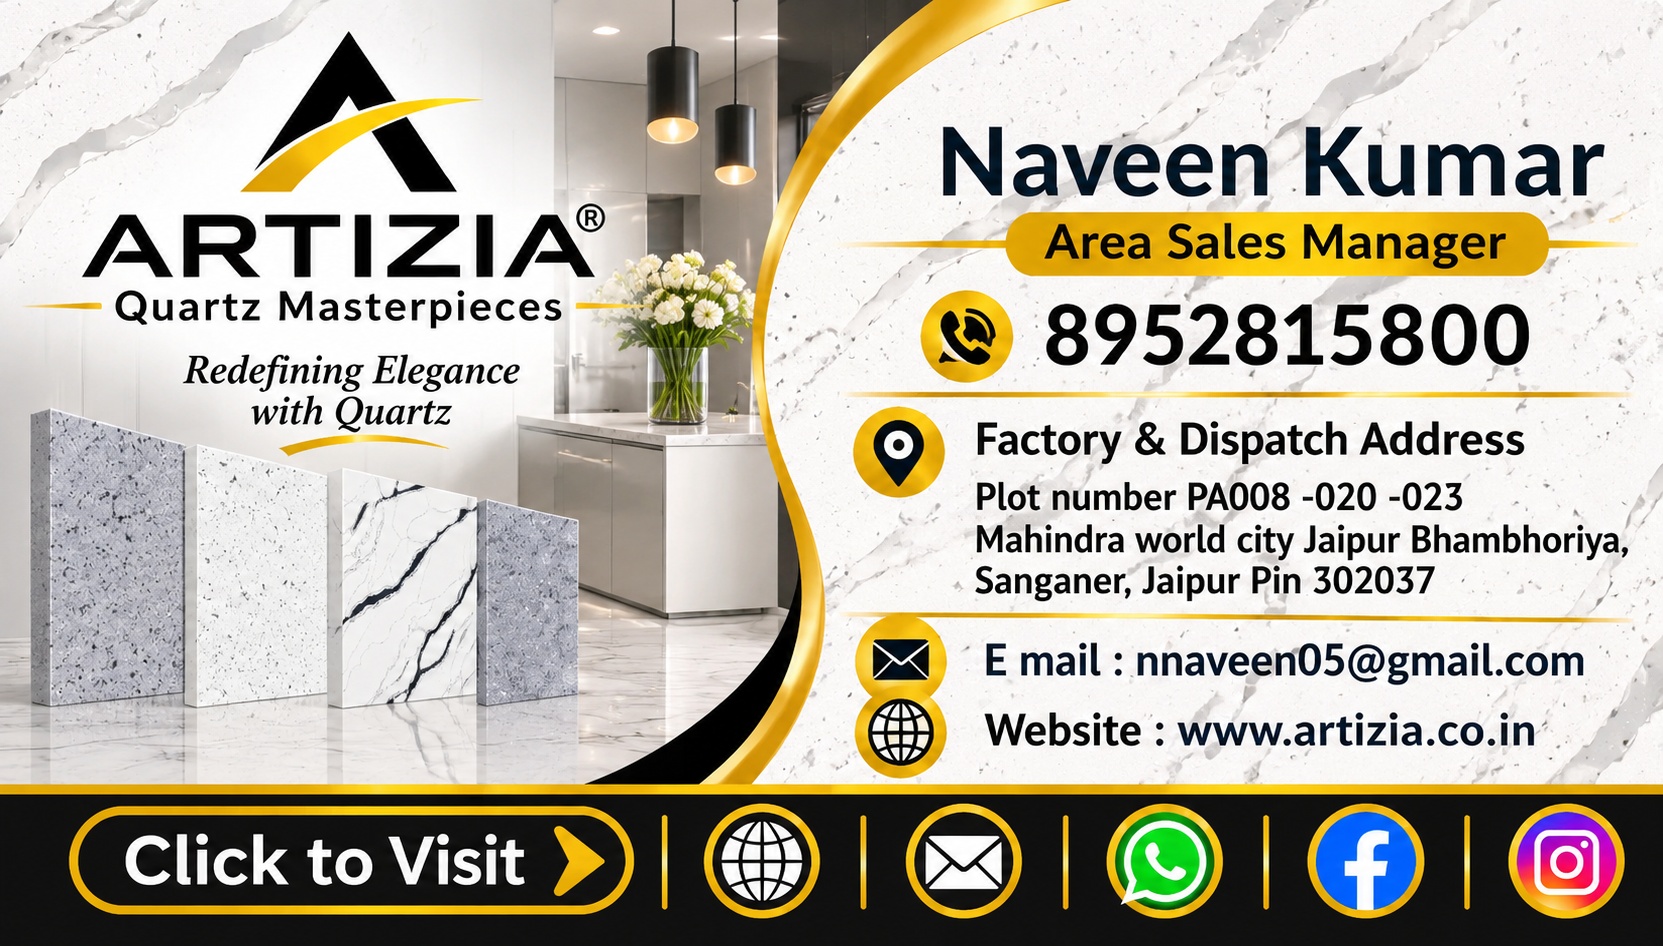 ARTIZIA®
Quartz Masterpieces
Redefining Elegance
with Quartz
Naveen Kumar
Area Sales Manager
8952815800
Factory & Dispatch Address
Plot number PA008 -020 -023
Mahindra world city Jaipur Bhambhoriya,
Sanganer, Jaipur Pin 302037
E mail : nnaveen05@gmail.com
Website : www.artizia.co.in
Click to Visit